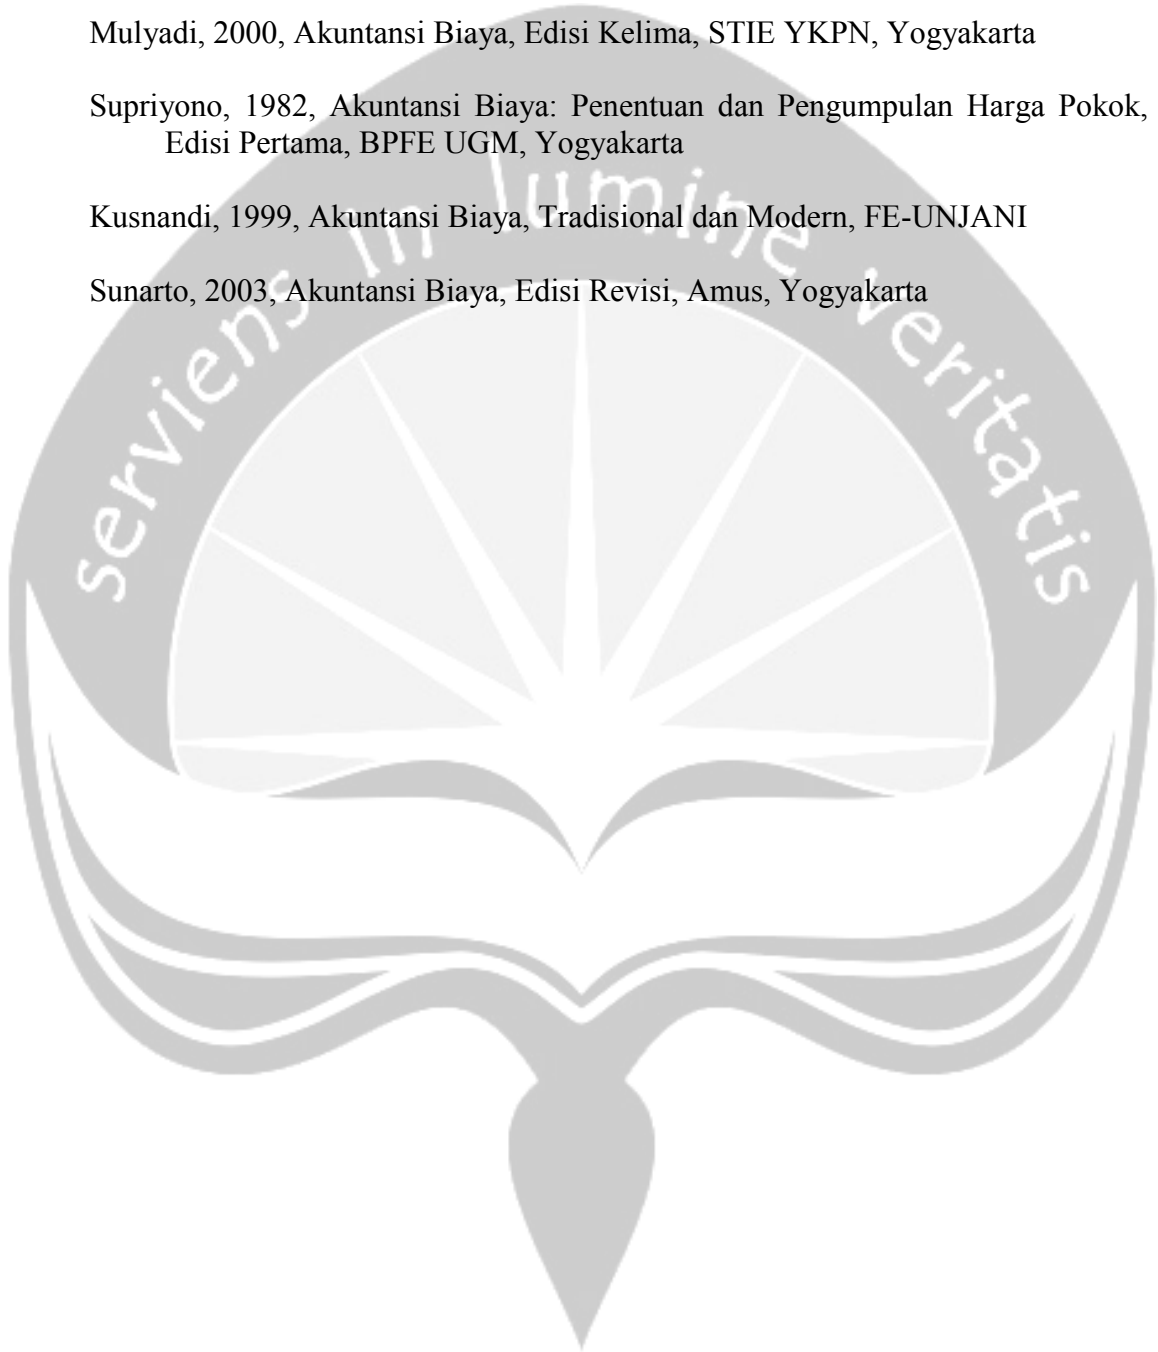 Mulyadi, 2000, Akuntansi Biaya, Edisi Kelima, STIE YKPN, Yogyakarta
Supriyono, 1982, Akuntansi Biaya: Penentuan dan Pengumpulan Harga Pokok,
Edisi Pertama, BPFE UGM, Yogyakarta
Kusnandi, 1999, Akuntansi Biaya, Tradisional dan Modern, FE-UNJANI
Sunarto, 2003, Akuntansi Biaya, Edisi Revisi, Amus, Yogyakarta
serviens in lumine veritatis